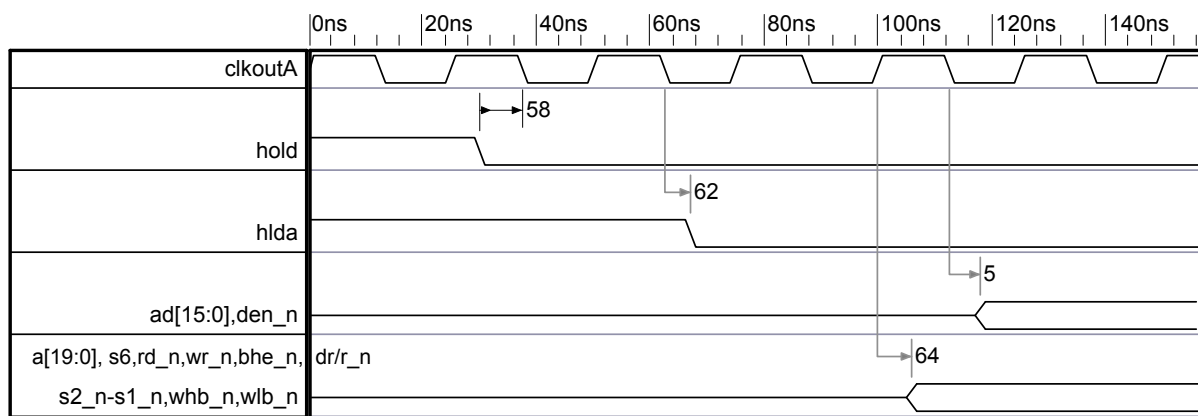 0ns 20ns 40ns 60ns 80ns 100ns 120ns 140ns
clkoutA
58
hold
62
hlda
5
ad[15:0],den_n
a[19:0], s6,rd_n,wr_n,bhe_n, dr/r_n
64
s2_n-s1_n,whb_n,wlb_n